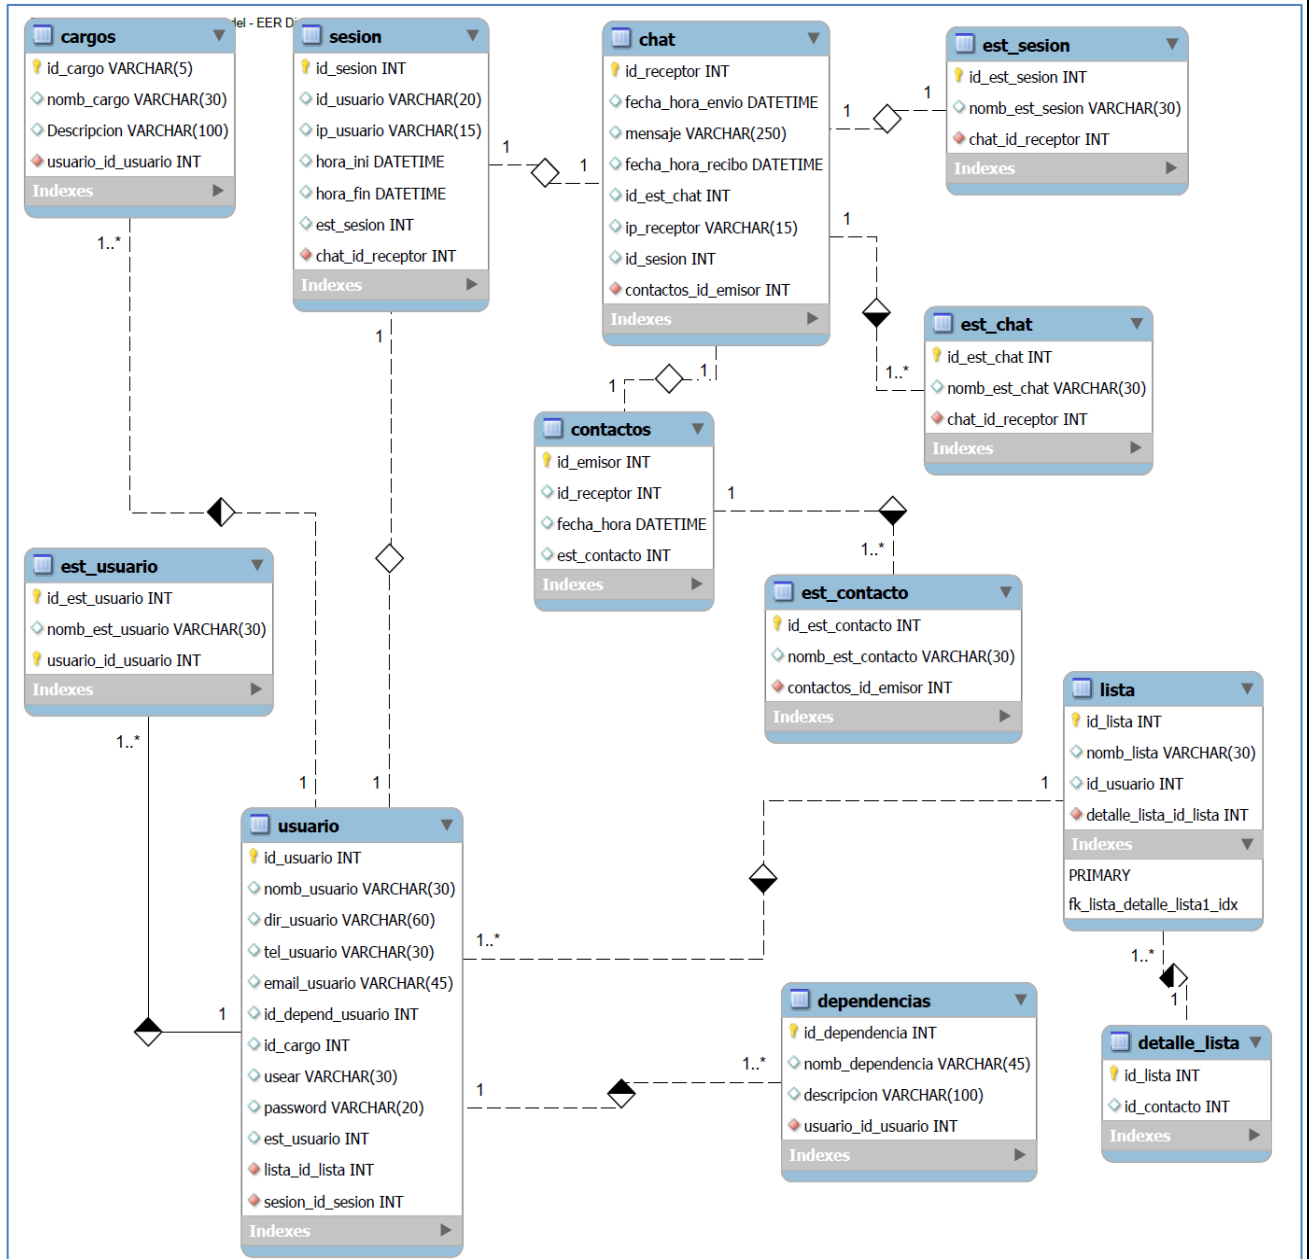 del - EER Di
cargos
id_cargo VARCHAR(5)
nomb_cargo VARCHAR(30)
Descripcion VARCHAR(100)
usuario_id_usuario INT
Indexes
sesion
id_sesion INT
id_usuario VARCHAR(20)
ip_usuario VARCHAR(15)
hora_ini DATETIME
hora_fin DATETIME
est_sesion INT
chat_id_receptor INT
Indexes
chat
id_receptor INT
fecha_hora_envio DATETIME
mensaje VARCHAR(250)
fecha_hora_recibo DATETIME
id_est_chat INT
ip_receptor VARCHAR(15)
id_sesion INT
contactos_id_emisor INT
Indexes
est_sesion
id_est_sesion INT
nomb_est_sesion VARCHAR(30)
chat_id_receptor INT
Indexes
1
1
1
1
1..*
1
1
1..*
1
1
est_chat
id_est_chat INT
nomb_est_chat VARCHAR(30)
chat_id_receptor INT
Indexes
contactos
id_emisor INT
id_receptor INT
fecha_hora DATETIME
est_contacto INT
Indexes
1
1..*
est_usuario
id_est_usuario INT
nomb_est_usuario VARCHAR(30)
usuario_id_usuario INT
Indexes
est_contacto
id_est_contacto INT
nomb_est_contacto VARCHAR(30)
contactos_id_emisor INT
Indexes
lista
id_lista INT
nomb_lista VARCHAR(30)
id_usuario INT
detalle_lista_id_lista INT
Indexes
PRIMARY
fk_lista_detalle_lista1_idx
1..*
1
1
1
usuario
id_usuario INT
nomb_usuario VARCHAR(30)
dir_usuario VARCHAR(60)
tel_usuario VARCHAR(30)
email_usuario VARCHAR(45)
id_depend_usuario INT
id_cargo INT
usear VARCHAR(30)
password VARCHAR(20)
est_usuario INT
lista_id_lista INT
sesion_id_sesion INT
Indexes
1..*
1..*
1
1
1
1..*
dependencias
id_dependencia INT
nomb_dependencia VARCHAR(45)
descripcion VARCHAR(100)
usuario_id_usuario INT
Indexes
detalle_lista
id_lista INT
id_contacto INT
Indexes